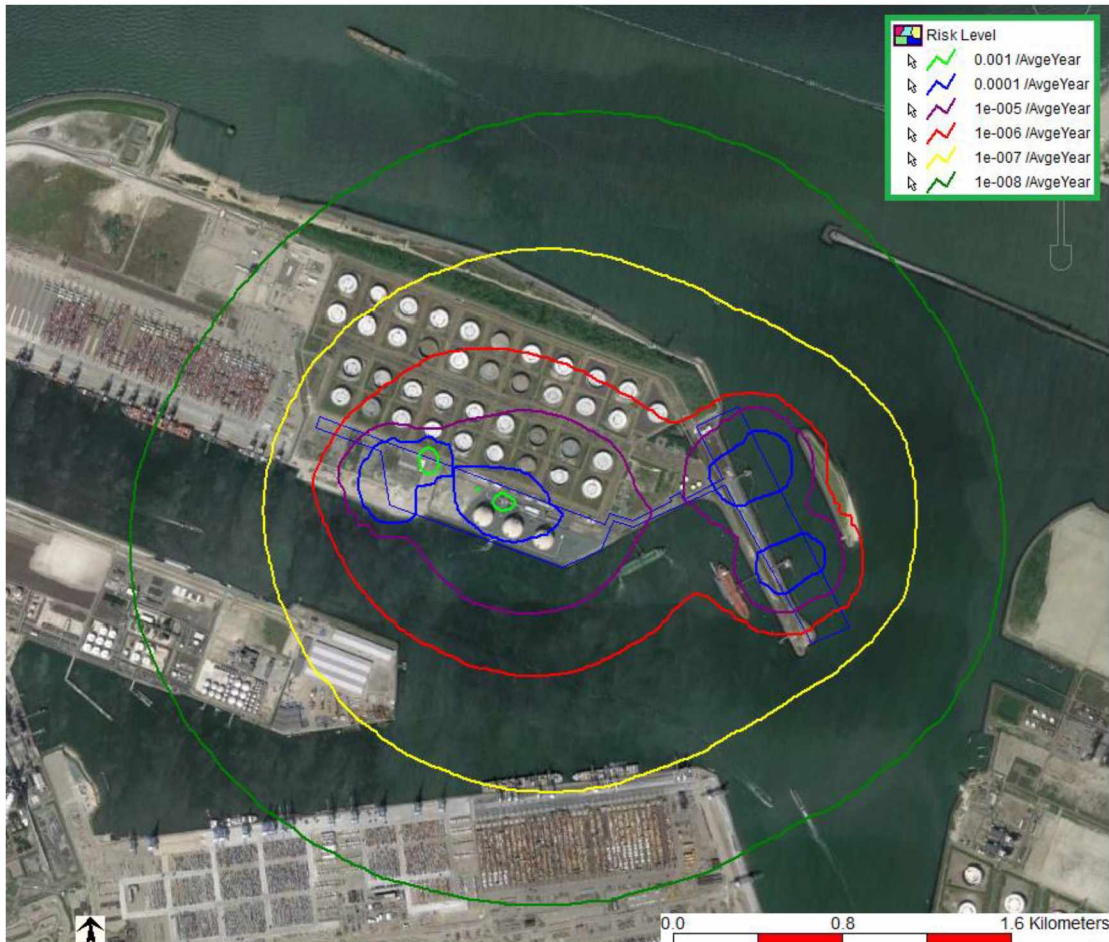 Risk Level
0.001 /AvgeYear
0.0001 /AvgeYear
1e-005 /AvgeYear
1e-006 /AvgeYear
1e-007 /AvgeYear
1e-008 /AvgeYear
0.0 0.8 1.6 Kilometers